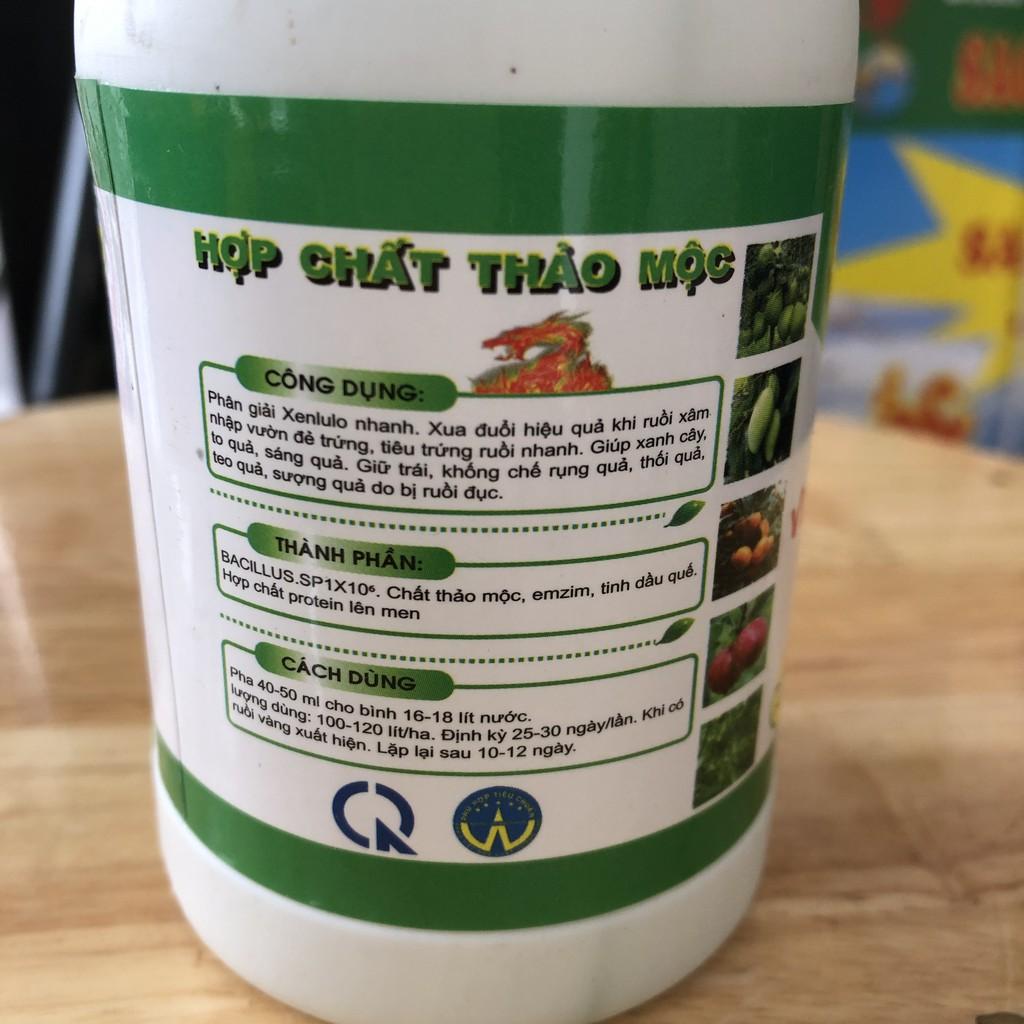 HỢP CHẤT THẢO MỘC
CÔNG DỤNG:
Phân giải Xenlulo nhanh. Xua đuổi hiệu quả khi ruồi xâm
nhập vườn đẻ trứng, tiêu trứng ruồi nhanh. Giúp xanh cây,
to quả, sáng quả. Giữ trái, khống chế rụng quả, thối quả,
teo quả, sượng quả do bị ruồi đục.
THÀNH PHẦN:
BACILLUS.SP1X10⁶. Chất thảo mộc, emzim, tinh dầu quế.
Hợp chất protein lên men
CÁCH DÙNG
Pha 40-50 ml cho bình 16-18 lít nước.
lượng dùng: 100-120 lít/ha. Định kỳ 25-30 ngày/lần. Khi có
ruồi vàng xuất hiện. Lặp lại sau 10-12 ngày.
PHÙ HỢP TIÊU CHUẨN